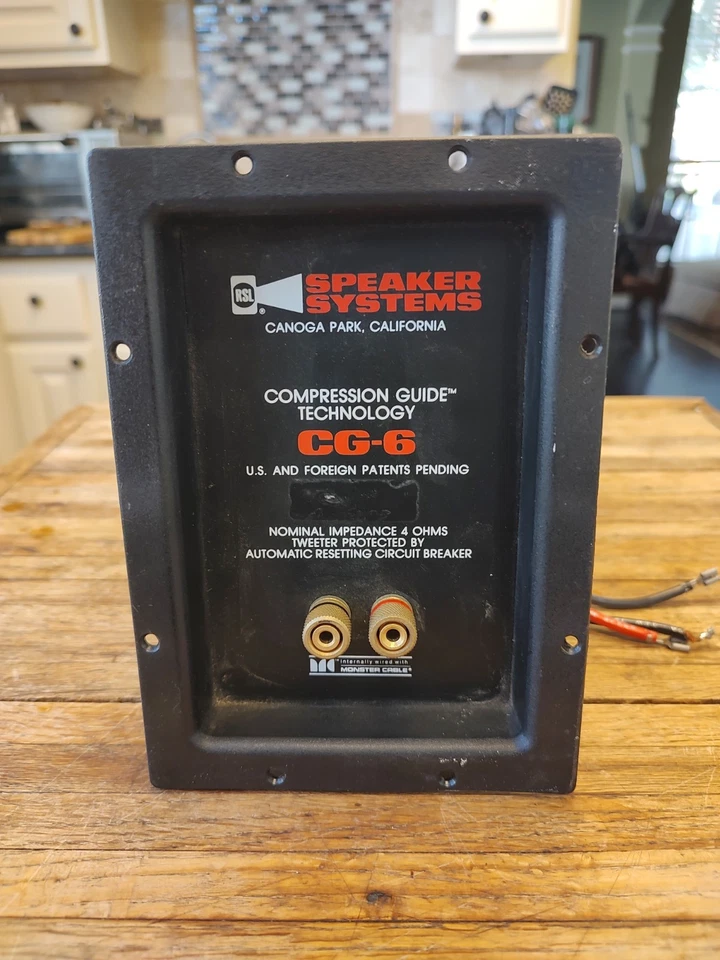 RSL® SPEAKER
SYSTEMS
CANOGA PARK, CALIFORNIA
COMPRESSION GUIDE™
TECHNOLOGY
CG-6
U.S. AND FOREIGN PATENTS PENDING
NOMINAL IMPEDANCE 4 OHMS
TWEETER PROTECTED BY
AUTOMATIC RESETTING CIRCUIT BREAKER
internally wired with
MONSTER CABLE®